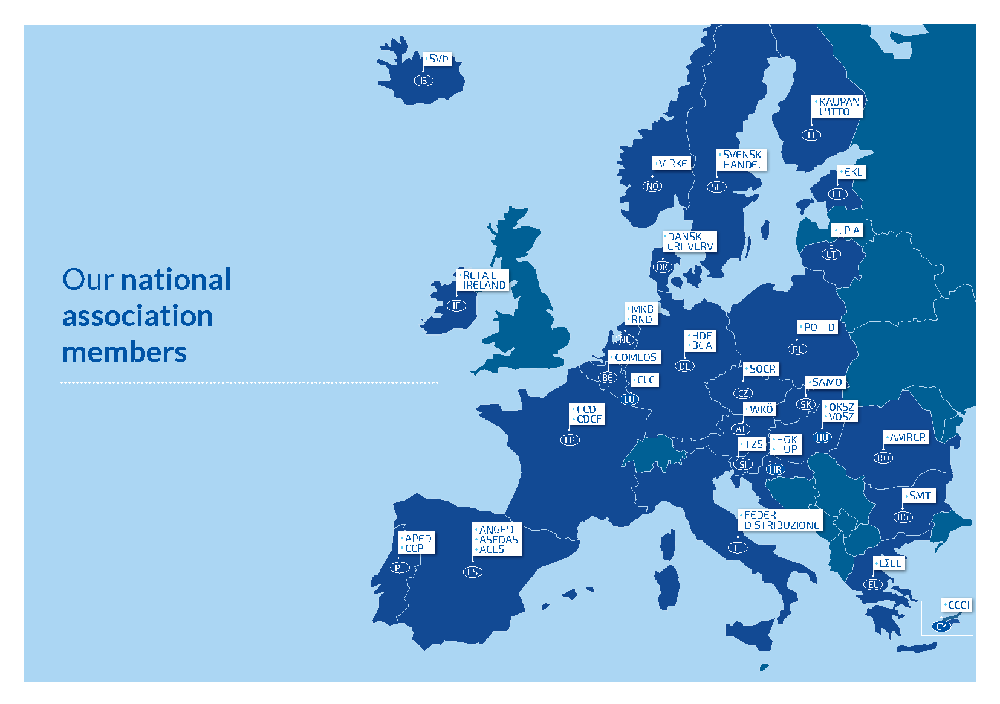 Our national
association
members
SVÞ
IS
KAUPAN
LIITTO
FI
SVENSK
HANDEL
SE
VIRKE
NO
EKL
EE
LPIA
LT
DANSK
ERHVERV
DK
RETAIL
IRELAND
IE
MKB
RND
NL
HDE
BGA
DE
POHID
PL
COMEOS
BE
CLC
LU
SOCR
CZ
SAMO
SK
FCD
CDCF
FR
WKÖ
AT
OKSZ
VOSZ
HU
TZS
SI
HGK
HUP
HR
AMRCR
RO
SMT
BG
FEDER
DISTRIBUZIONE
IT
APED
CCP
PT
ANGED
ASEDAS
ACES
ES
ΕΣΕΕ
EL
CCCI
CY